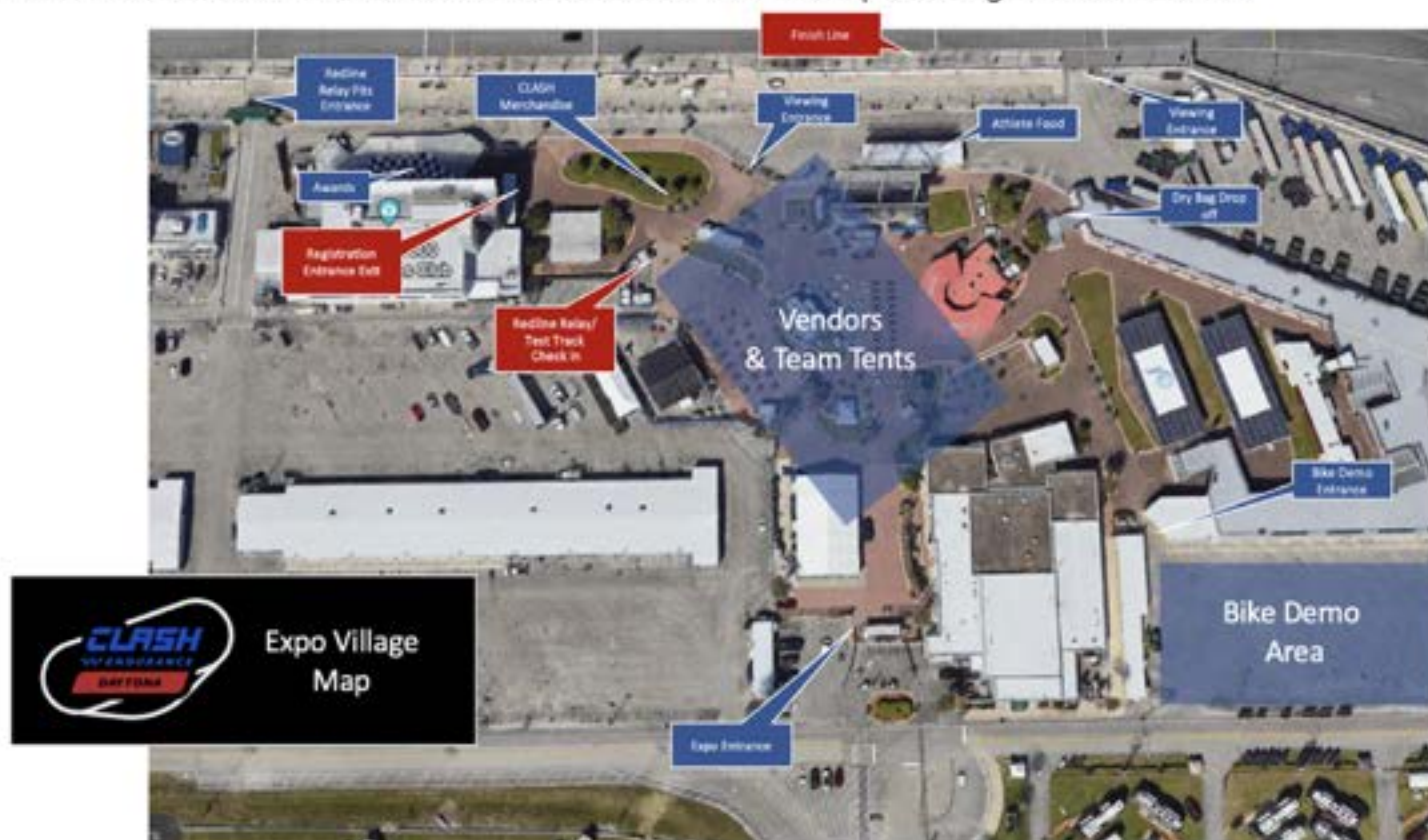 Finish Line
Redline
Relay Pits
Entrance
CLASH
Merchandise
Viewing
Entrance
Athlete Food
Viewing
Entrance
Awards
Dry Bag Drop
off
Registration
Entrance Exit
Club
Redline Relay/
Test Track
Check in
Vendors
& Team Tents
Bike Demo
Entrance
CLASH
ENDURANCE
DAYTONA
Expo Village
Map
Bike Demo
Area
Expo Entrance